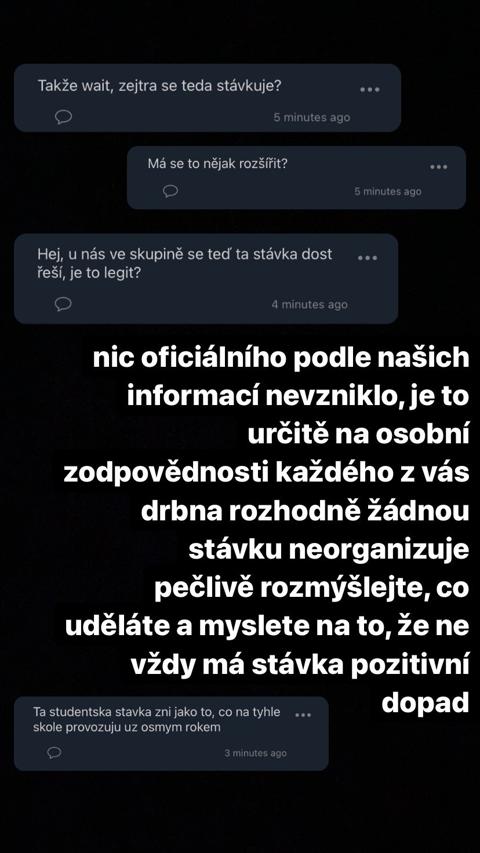 Takže wait, zejtra se teda stávkuje?
5 minutes ago
Má se to nějak rozšířit?
5 minutes ago
Hej, u nás ve skupině se teď ta stávka dost
řeší, je to legit?
4 minutes ago
nic oficiálního podle našich
informací nevzniklo, je to
určitě na osobní
zodpovědnosti každého z vás
drbna rozhodně žádnou
stávku neorganizuje
pečlivě rozmýšlejte, co
uděláte a myslete na to, že ne
vždy má stávka pozitivní
dopad
Ta studentska stavka zni jako to, co na tyhle
skole provozuju uz osmym rokem
3 minutes ago